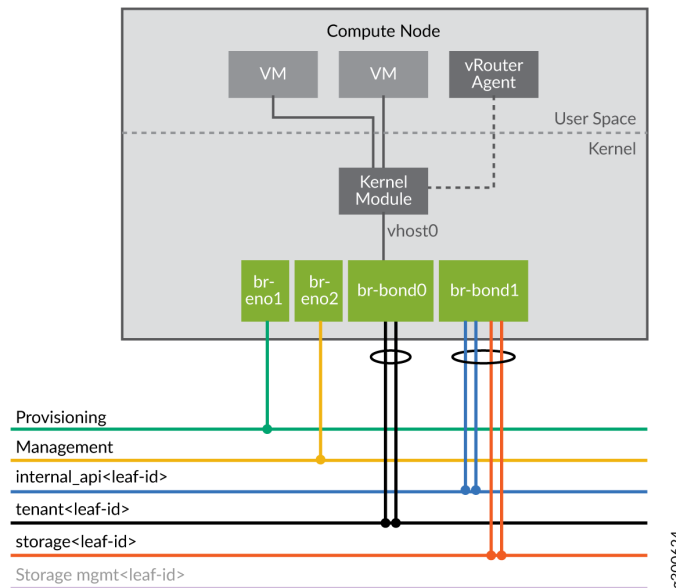 Compute Node
VM
VM
vRouter
Agent
User Space
Kernel
Kernel
Module
vhost0
br-
eno1
br-
eno2
br-bond0
br-bond1
Provisioning
Management
internal_api<leaf-id>
tenant<leaf-id>
storage<leaf-id>
Storage mgmt<leaf-id>